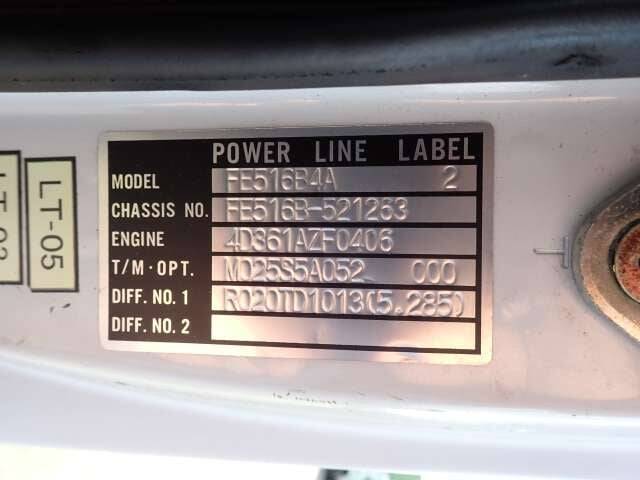 POWER LINE LABEL
MODEL FE516B4A 2
CHASSIS NO. FE516B-521263
ENGINE 4D361AZF0406
T/M·OPT. M025S5A052 000
DIFF. NO. 1 R020TD1013(5.285)
DIFF. NO. 2
LT-05